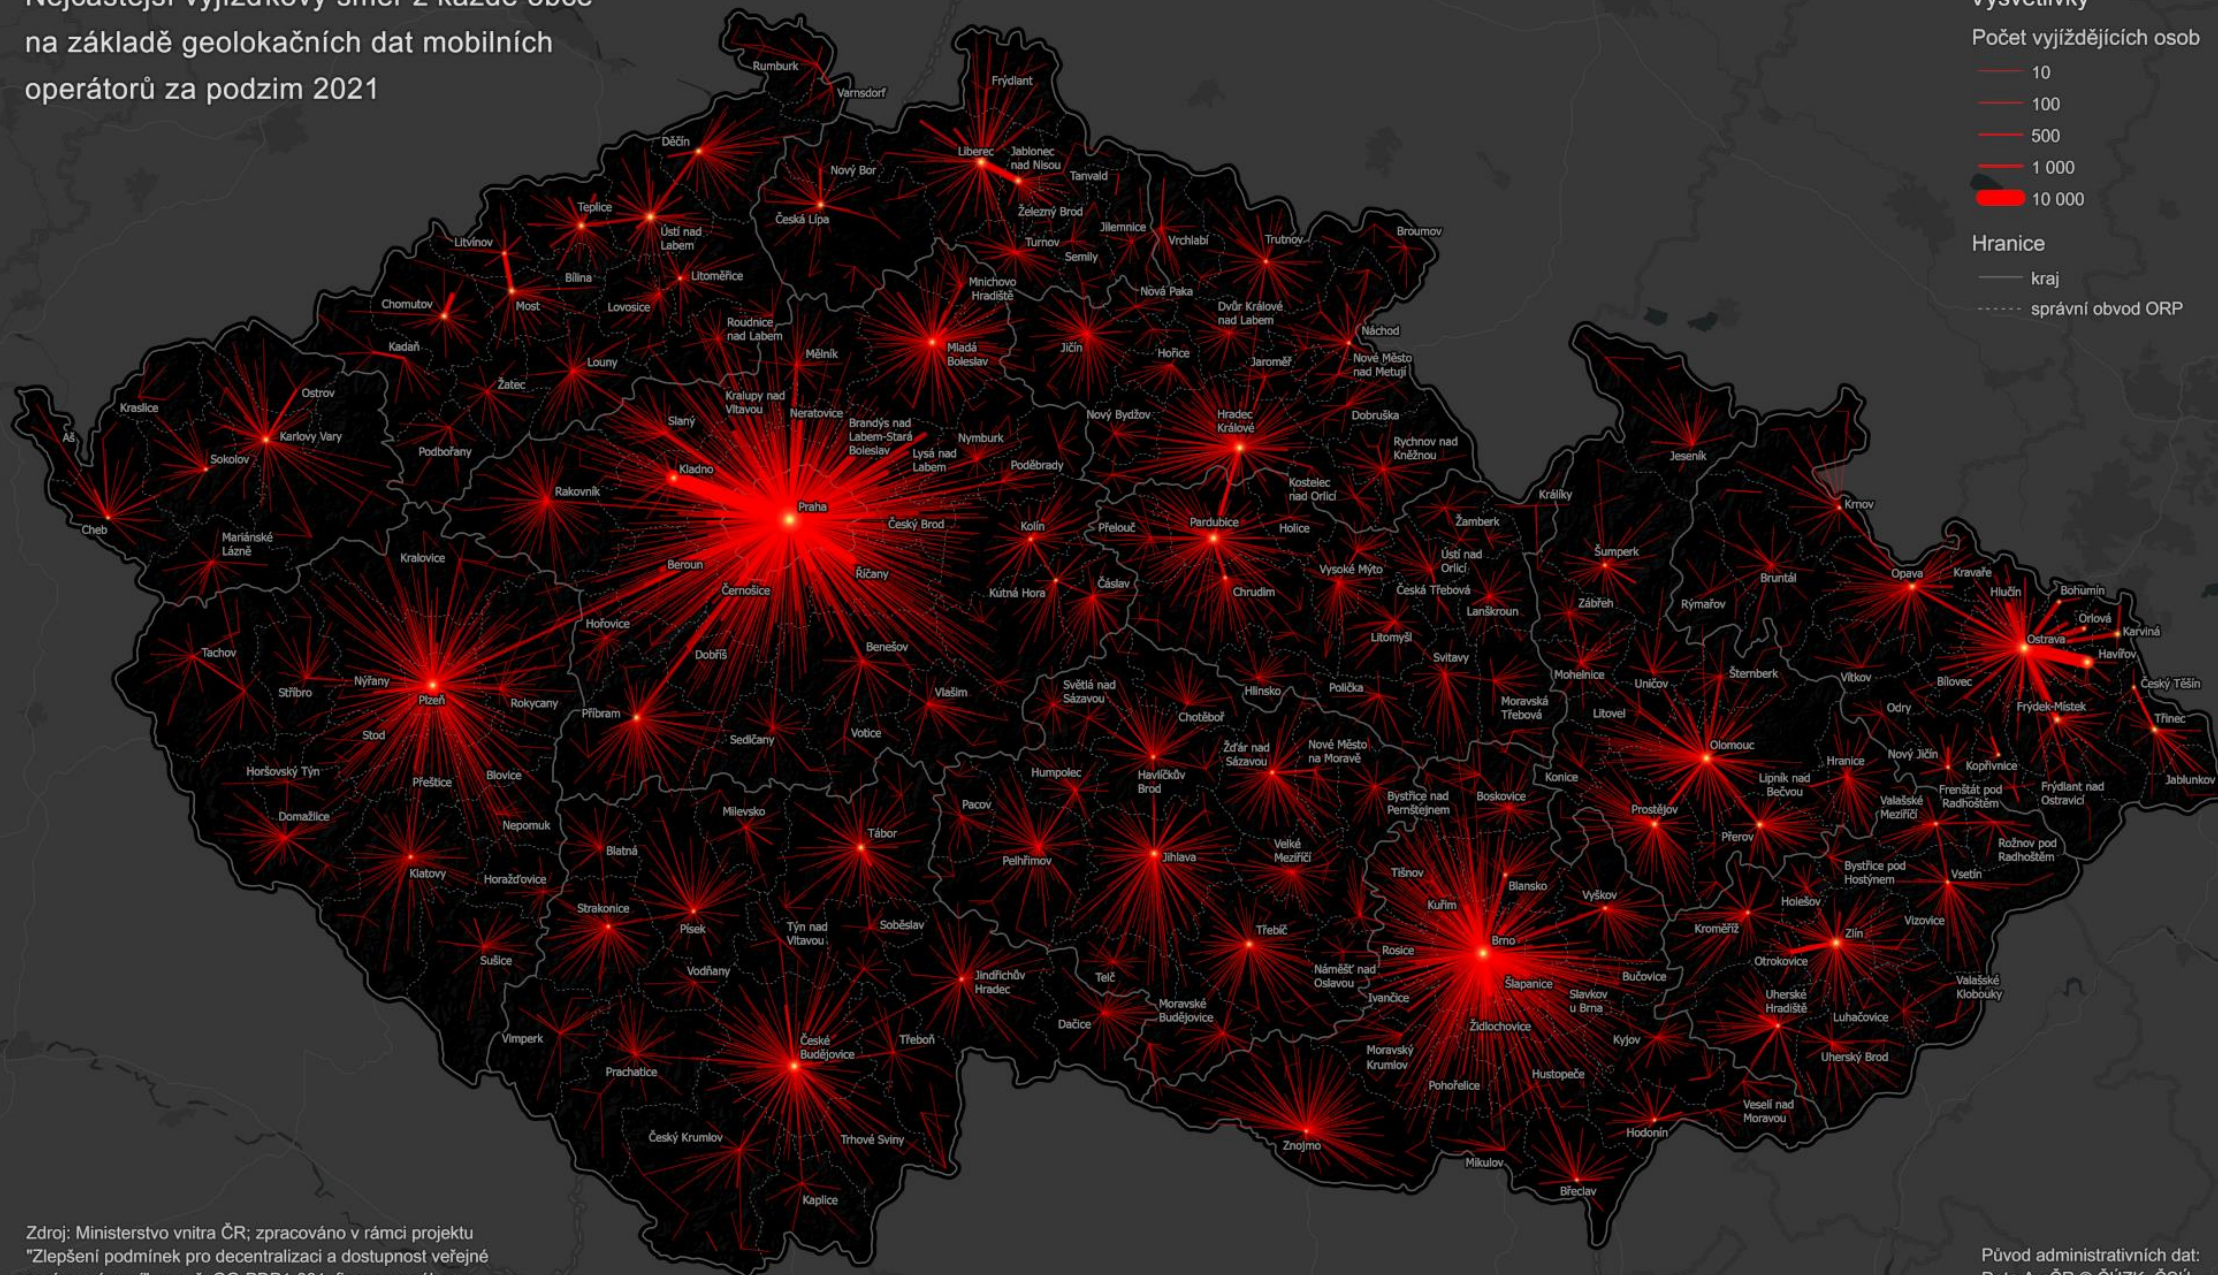 Nejčastější vyjížďkový směr z každé obce
na základě geolokačních dat mobilních
operátorů za podzim 2021
Vysvětlivky
Počet vyjíždějících osob
10
100
500
1 000
10 000
Hranice
kraj
správní obvod ORP
Rumburk
Varnsdorf
Frýdlant
Děčín
Nový Bor
Liberec
Jablonec
nad Nisou
Tanvald
Teplice
Česká Lípa
Železný Brod
Ústí nad
Labem
Litvínov
Turnov
Jilemnice
Vrchlabí
Trutnov
Broumov
Semily
Bílina
Litoměřice
Mnichovo
Hradiště
Nová Paka
Chomutov
Most
Lovosice
Dvůr Králové
nad Labem
Roudnice
nad Labem
Náchod
Kadaň
Louny
Mělník
Mladá
Boleslav
Jičín
Hořice
Jaroměř
Nové Město
nad Metují
Žatec
Ostrov
Kraslice
Kralupy nad
Vltavou
Neratovice
Slaný
Brandýs nad
Labem-Stará
Boleslav
Nový Bydžov
Hradec
Králové
Dobruška
Aš
Karlovy Vary
Podbořany
Nymburk
Lysá nad
Labem
Rychnov nad
Kněžnou
Jeseník
Sokolov
Kladno
Poděbrady
Rakovník
Kostelec
nad Orlicí
Králíky
Krnov
Praha
Cheb
Český Brod
Kolín
Přelouč
Pardubice
Holice
Žamberk
Mariánské
Lázně
Kralovice
Beroun
Říčany
Ústí nad
Orlicí
Šumperk
Vysoké Mýto
Bruntál
Opava
Kravaře
Černošice
Kutná Hora
Čáslav
Chrudim
Česká Třebová
Lanškroun
Zábřeh
Rýmařov
Hlučín
Bohumín
Orlová
Hořovice
Litomyšl
Karviná
Ostrava
Havířov
Tachov
Dobříš
Benešov
Svitavy
Mohelnice
Uničov
Šternberk
Vítkov
Bílovec
Český Těšín
Nýřany
Stříbro
Plzeň
Rokycany
Příbram
Vlašim
Světlá nad
Sázavou
Hlinsko
Polička
Moravská
Třebová
Litovel
Odry
Frýdek-Místek
Třinec
Stod
Sedlčany
Votice
Chotěboř
Žďár nad
Sázavou
Nové Město
na Moravě
Olomouc
Nový Jičín
Kopřivnice
Jablunkov
Horšovský Týn
Přeštice
Blovice
Humpolec
Havlíčkův
Brod
Konice
Lipník nad
Bečvou
Hranice
Frenštát pod
Radhoštěm
Frýdlant nad
Ostravicí
Domažlice
Nepomuk
Milevsko
Pacov
Bystřice nad
Pernštejnem
Boskovice
Prostějov
Přerov
Valašské
Meziříčí
Rožnov pod
Radhoštěm
Blatná
Tábor
Pelhřimov
Jihlava
Velké
Meziříčí
Klatovy
Horažďovice
Tišnov
Blansko
Bystřice pod
Hostýnem
Vsetín
Strakonice
Písek
Týn nad
Vltavou
Soběslav
Kuřim
Vyškov
Holešov
Vizovice
Třebíč
Brno
Kroměříž
Zlín
Sušice
Vodňany
Jindřichův
Hradec
Telč
Náměšť nad
Oslavou
Rosice
Otrokovice
Šlapanice
Bučovice
Slavkov
u Brna
Valašské
Klobouky
Ivančice
Uherské
Hradiště
Luhačovice
Dačice
Moravské
Budějovice
Židlochovice
Vimperk
České
Budějovice
Třeboň
Kyjov
Uherský Brod
Moravský
Krumlov
Prachatice
Pohořelice
Hustopeče
Veselí nad
Moravou
Český Krumlov
Trhové Sviny
Znojmo
Hodonín
Mikulov
Břeclav
Kaplice
Zdroj: Ministerstvo vnitra ČR; zpracováno v rámci projektu
"Zlepšení podmínek pro decentralizaci a dostupnost veřejné
Původ administrativních dat: